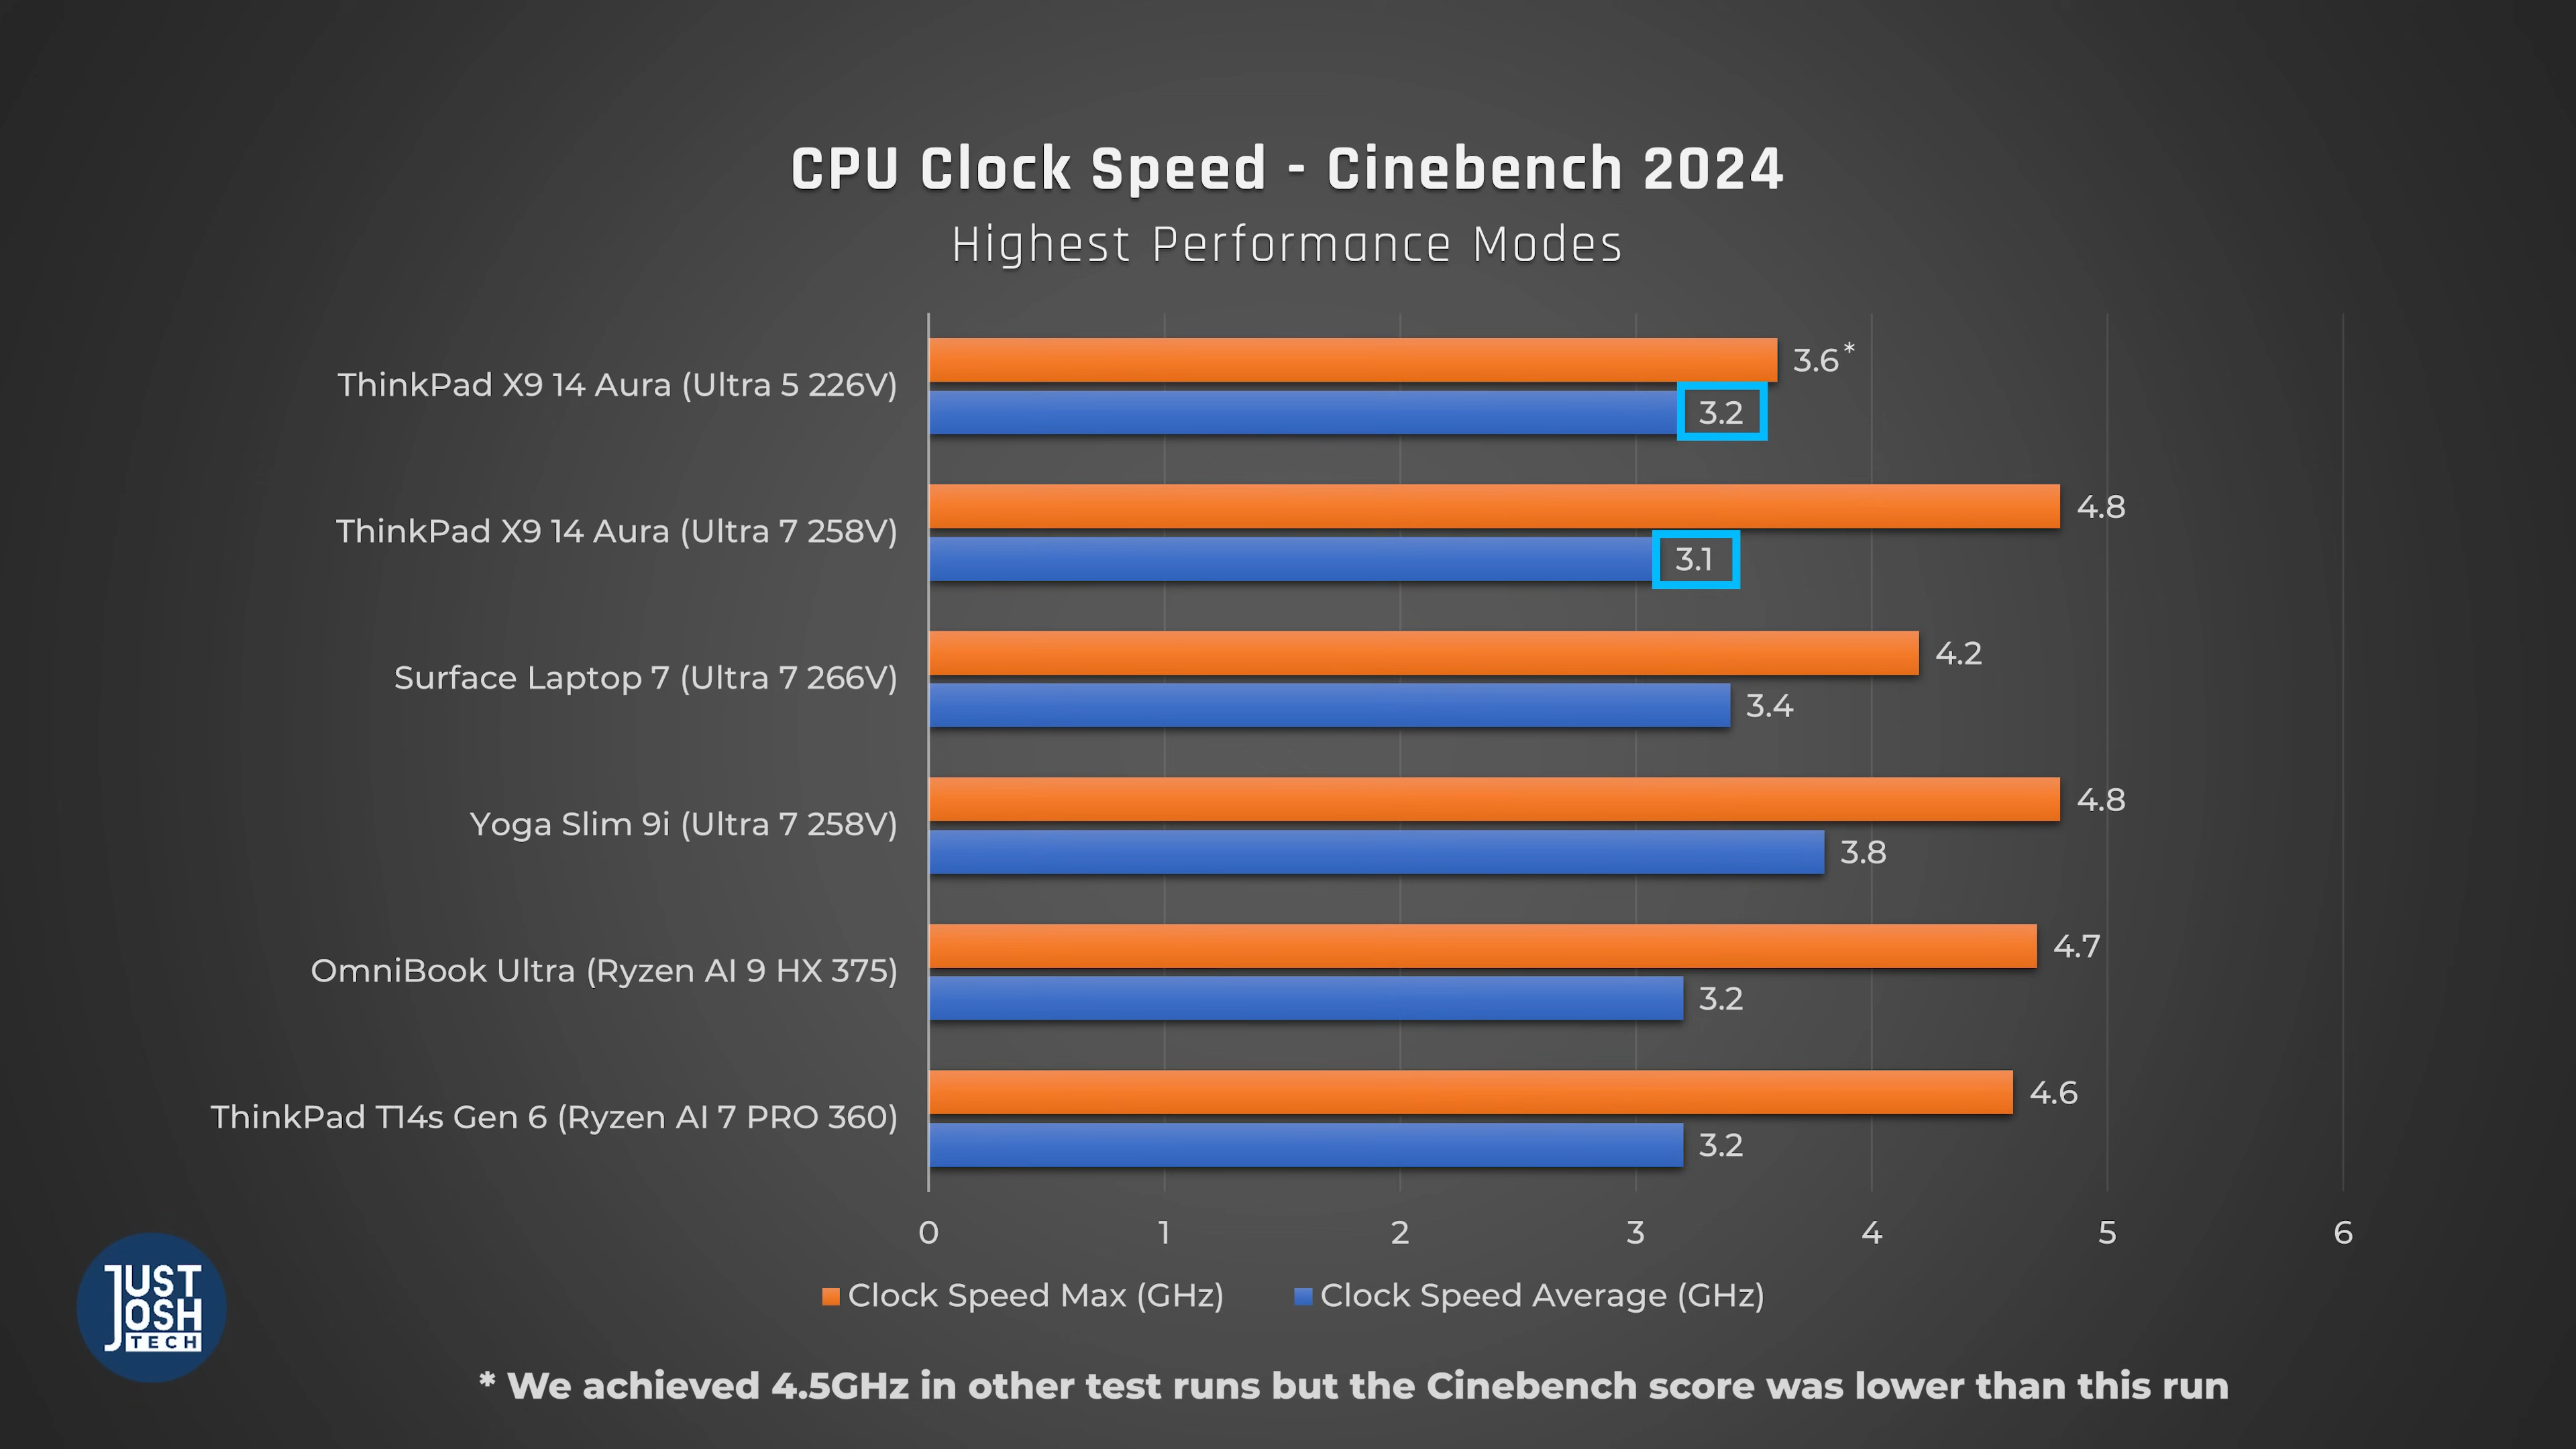 CPU Clock Speed - Cinebench 2024
Highest Performance Modes
ThinkPad X9 14 Aura (Ultra 5 226V)
3.6*
3.2
ThinkPad X9 14 Aura (Ultra 7 258V)
4.8
3.1
Surface Laptop 7 (Ultra 7 266V)
4.2
3.4
Yoga Slim 9i (Ultra 7 258V)
4.8
3.8
OmniBook Ultra (Ryzen AI 9 HX 375)
4.7
3.2
ThinkPad T14s Gen 6 (Ryzen AI 7 PRO 360)
4.6
3.2
0 1 2 3 4 5 6
Clock Speed Max (GHz) Clock Speed Average (GHz)
JUST
JOSH
TECH
* We achieved 4.5GHz in other test runs but the Cinebench score was lower than this run